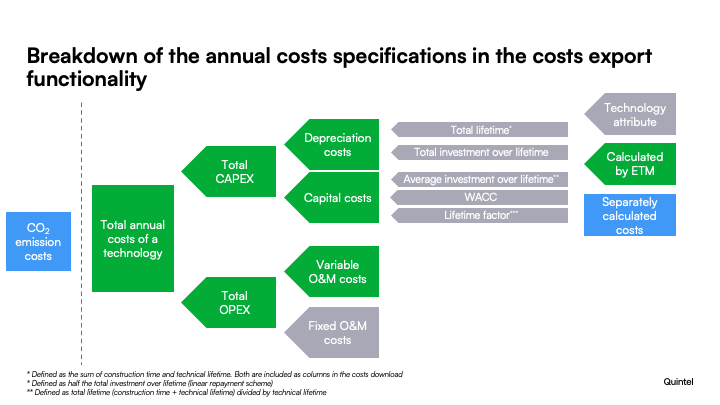 Breakdown of the annual costs specifications in the costs export
functionality
CO₂
emission
costs
Total annual
costs of a
technology
Total
CAPEX
Total
OPEX
Depreciation
costs
Capital costs
Variable
O&M costs
Fixed O&M
costs
Total lifetime*
Total investment over lifetime
Average investment over lifetime**
WACC
Lifetime factor***
Technology
attribute
Calculated
by ETM
Separately
calculated
costs
* Defined as the sum of construction time and technical lifetime. Both are included as columns in the costs download
* Defined as half the total investment over lifetime (linear repayment scheme)
** Defined as total lifetime (construction time + technical lifetime) divided by technical lifetime
Quintel